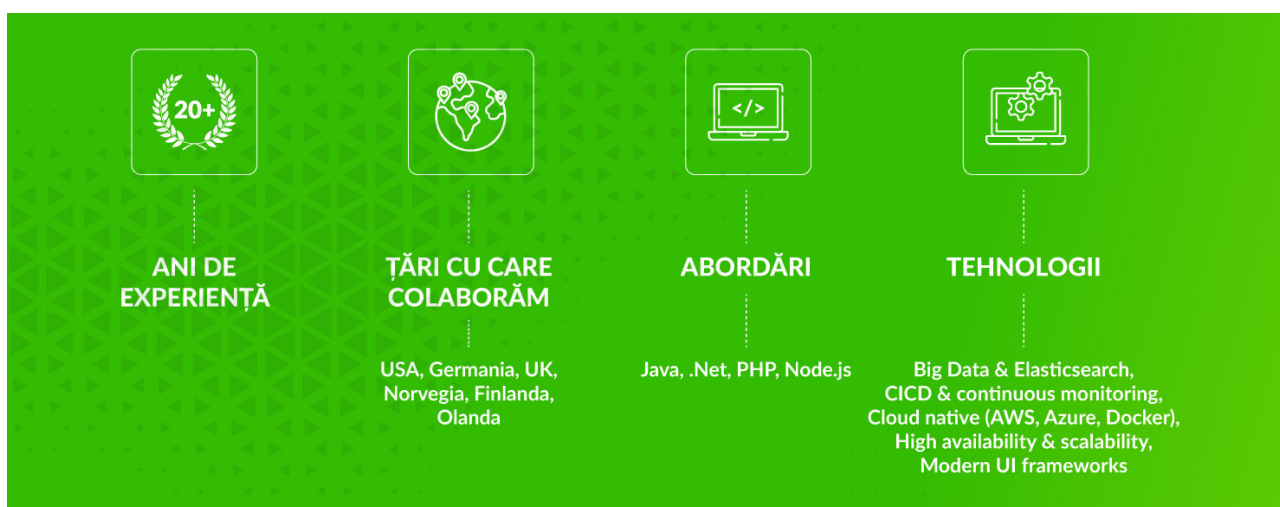 20+
ANI DE
EXPERIENȚĂ
</>
ȚĂRI CU CARE
COLABORĂM
USA, Germania, UK,
Norvegia, Finlanda,
Olanda
ABORDĂRI
Java, .Net, PHP, Node.js
TEHNOLOGII
Big Data & Elasticsearch,
CICD & continuous monitoring,
Cloud native (AWS, Azure, Docker),
High availability & scalability,
Modern UI frameworks